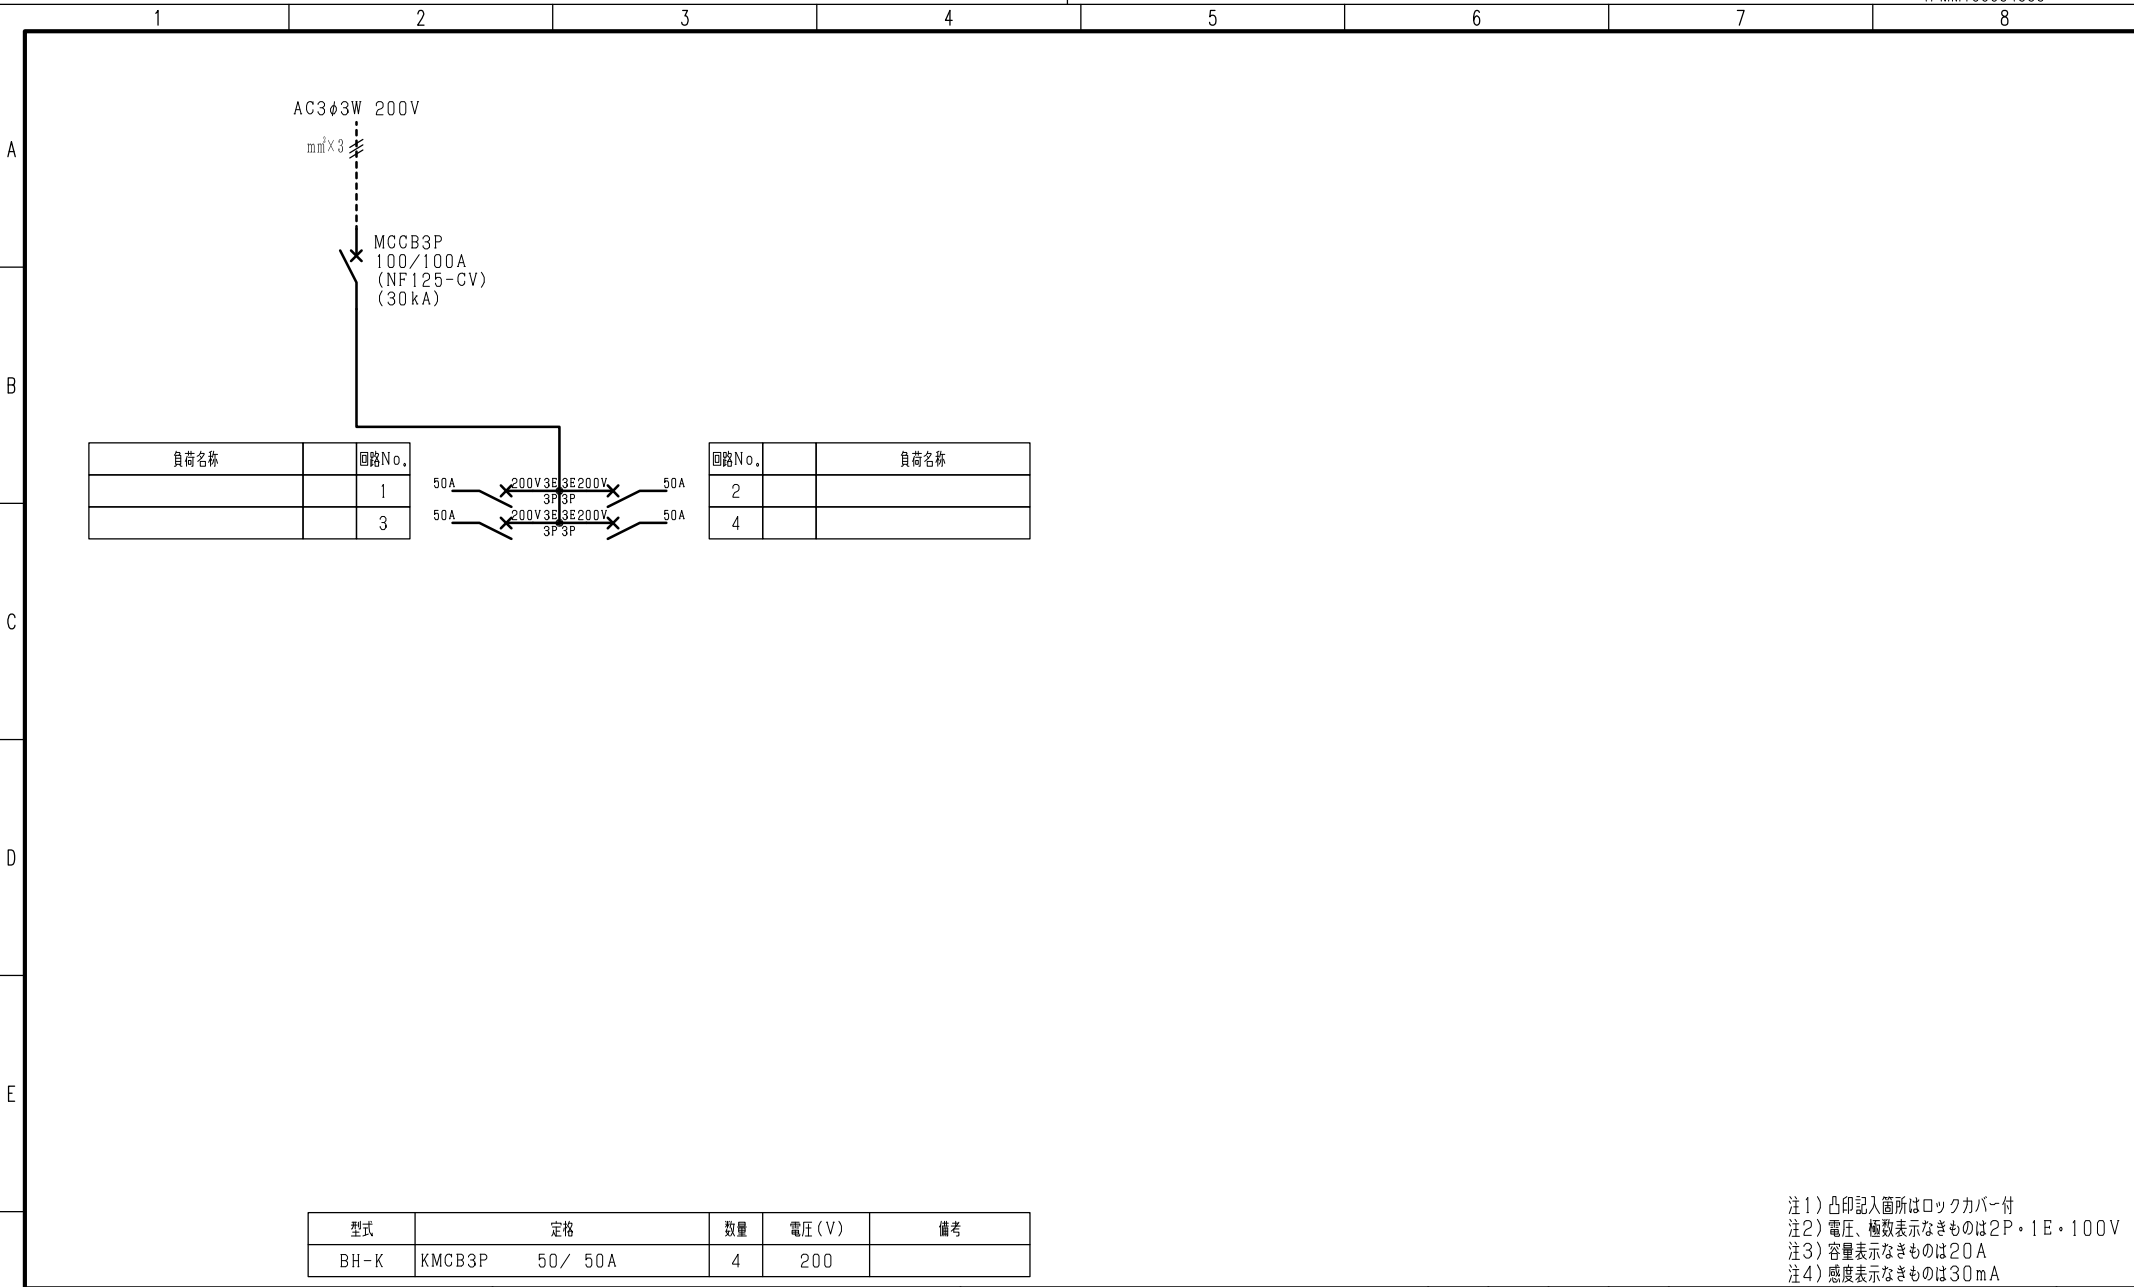 1 2 3 4 5 6 7 8
A
B
C
D
E
AC3φ3W 200V
mm²×3
MCCB3P
100/100A
(NF125-CV)
(30kA)
負荷名称 回路No. 回路No. 負荷名称
1 50A 200V 3E 3E 200V 50A 2
3P 3P
3 50A 200V 3E 3E 200V 50A 4
3P 3P
型式 定格 数量 電圧(V) 備考
BH-K KMCB3P 50/ 50A 4 200
注1)凸印記入箇所はロックカバー付
注2)電圧、極数表示なきものは2P・1E・100V
注3)容量表示なきものは20A
注4)感度表示なきものは30mA